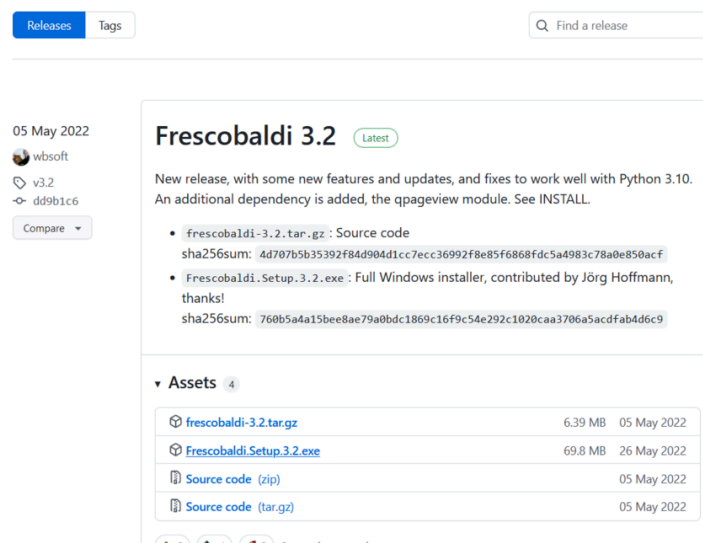 Releases Tags Find a release
05 May 2022
wbsoft
v3.2
dd9b1c6
Compare
Frescobaldi 3.2 Latest
New release, with some new features and updates, and fixes to work well with Python 3.10.
An additional dependency is added, the qpageview module. See INSTALL.
• frescobaldi-3.2.tar.gz : Source code
sha256sum: 4d707b5b35392f84d904d1cc7ecc36992f8e85f6868fdc5a4983c78a0e850acf
• Frescobaldi.Setup.3.2.exe : Full Windows installer, contributed by Jörg Hoffmann,
thanks!
sha256sum: 760b5a4a15bee8ae79a0bdc1869c16f9c54e292c1020caa3706a5acdfab4d6c9
Assets 4
frescobaldi-3.2.tar.gz 6.39 MB 05 May 2022
Frescobaldi.Setup.3.2.exe 69.8 MB 26 May 2022
Source code (zip) 05 May 2022
Source code (tar.gz) 05 May 2022